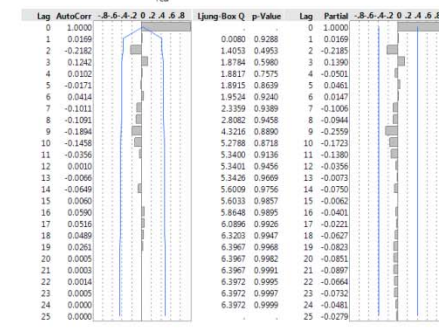 Lag AutoCorr -.8-.6-.4-.2 0 .2 .4 .6 .8 Ljung-Box Q p-Value Lag Partial -.8-.6-.4-.2 0 .2 .4 .6 .8
0 1.0000 . . 0 1.0000
1 0.0169 0.0080 0.9288 1 0.0169
2 -0.2182 1.4053 0.4953 2 -0.2185
3 0.1242 1.8784 0.5980 3 0.1390
4 0.0102 1.8817 0.7575 4 -0.0501
5 -0.0171 1.8915 0.8639 5 0.0461
6 0.0414 1.9524 0.9240 6 0.0147
7 -0.1011 2.3359 0.9389 7 -0.1006
8 -0.1091 2.8082 0.9458 8 -0.0944
9 -0.1894 4.3216 0.8890 9 -0.2559
10 -0.1458 5.2788 0.8718 10 -0.1723
11 -0.0356 5.3400 0.9136 11 -0.1380
12 0.0010 5.3401 0.9456 12 -0.0356
13 -0.0066 5.3426 0.9669 13 -0.0073
14 -0.0649 5.6009 0.9756 14 -0.0750
15 0.0060 5.6033 0.9857 15 -0.0062
16 0.0590 5.8648 0.9895 16 -0.0401
17 0.0516 6.0896 0.9926 17 -0.0221
18 0.0489 6.3203 0.9947 18 -0.0627
19 0.0261 6.3967 0.9968 19 -0.0823
20 0.0005 6.3967 0.9982 20 -0.0851
21 0.0003 6.3967 0.9991 21 -0.0897
22 0.0014 6.3972 0.9995 22 -0.0664
23 0.0005 6.3972 0.9997 23 -0.0732
24 0.0000 6.3972 0.9999 24 -0.0481
25 0.0000 . . 25 -0.0279